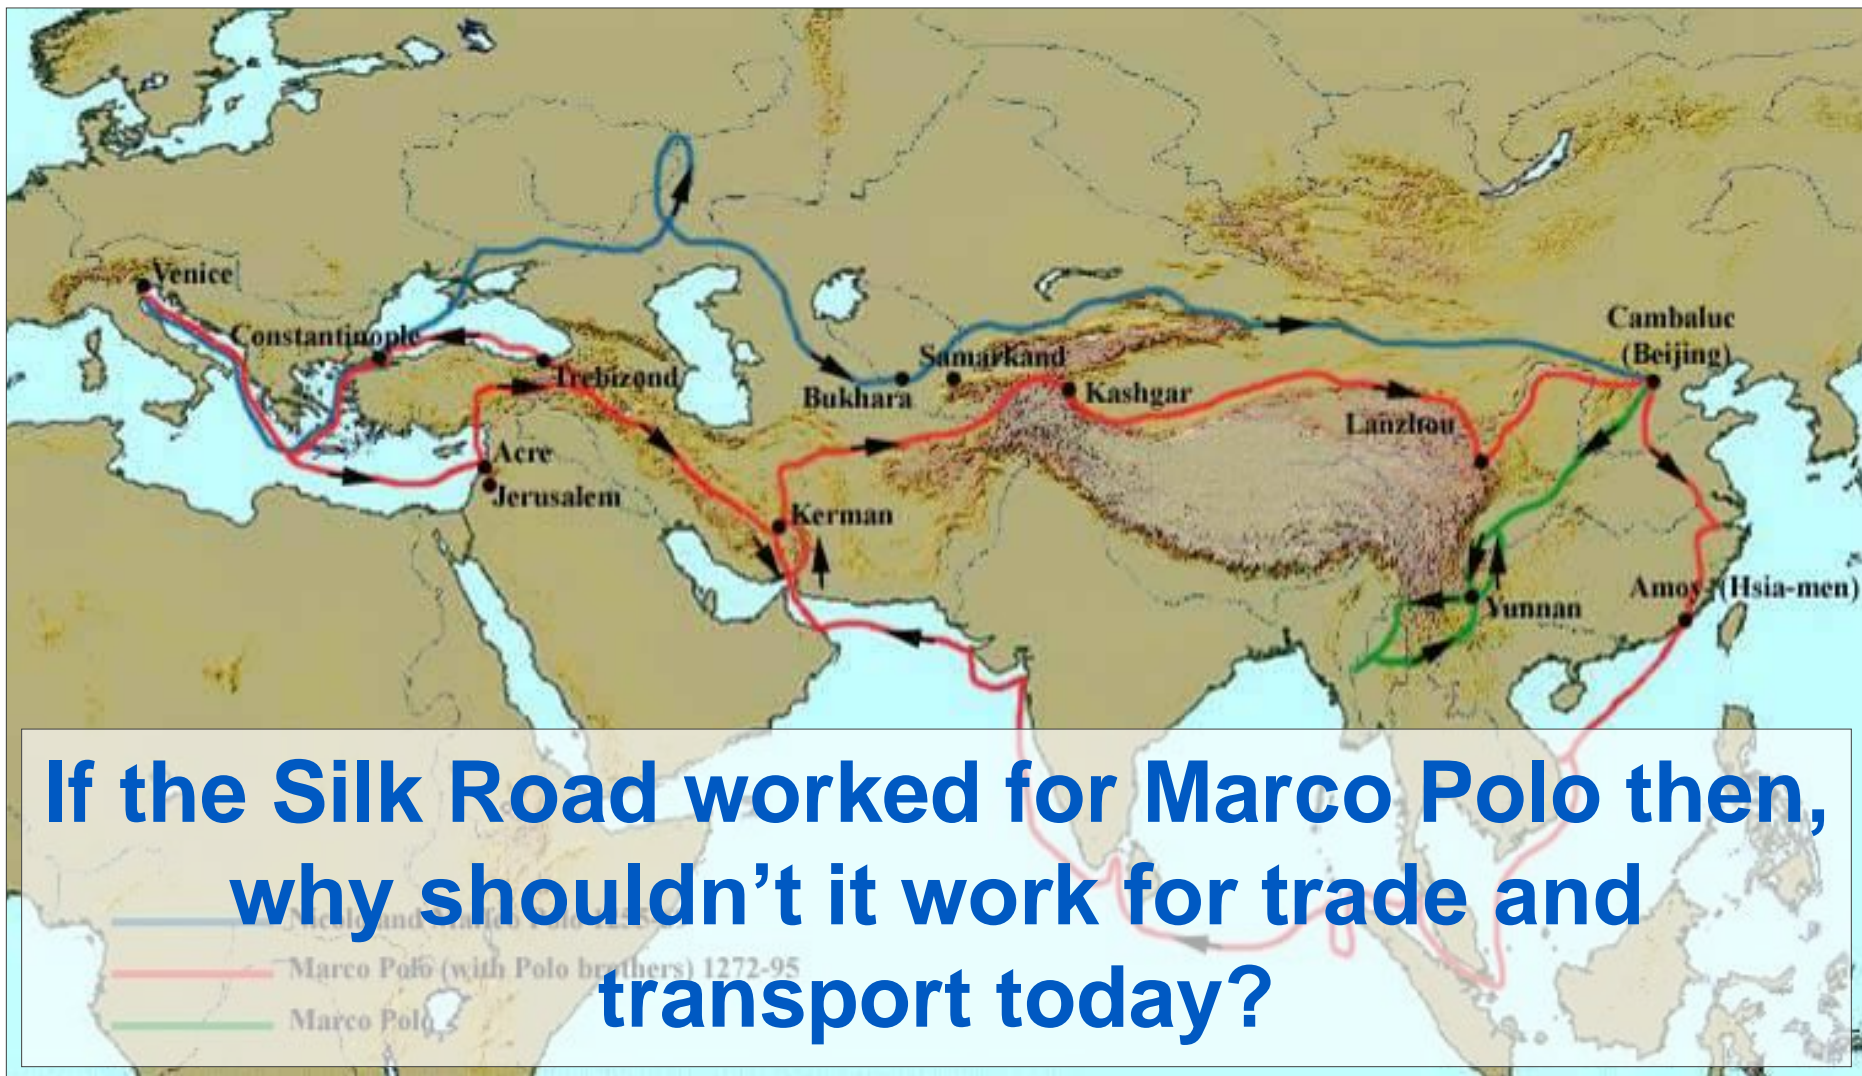 Venice
Constantinople
Trebizond
Acre
Jerusalem
Kerman
Bukhara
Samarkand
Kashgar
Lanzhou
Cambaluc
(Beijing)
Yunnan
Amoy (Hsia-men)
If the Silk Road worked for Marco Polo then,
why shouldn’t it work for trade and
transport today?
Marco Polo (with Polo brothers) 1272-95
Marco Polo